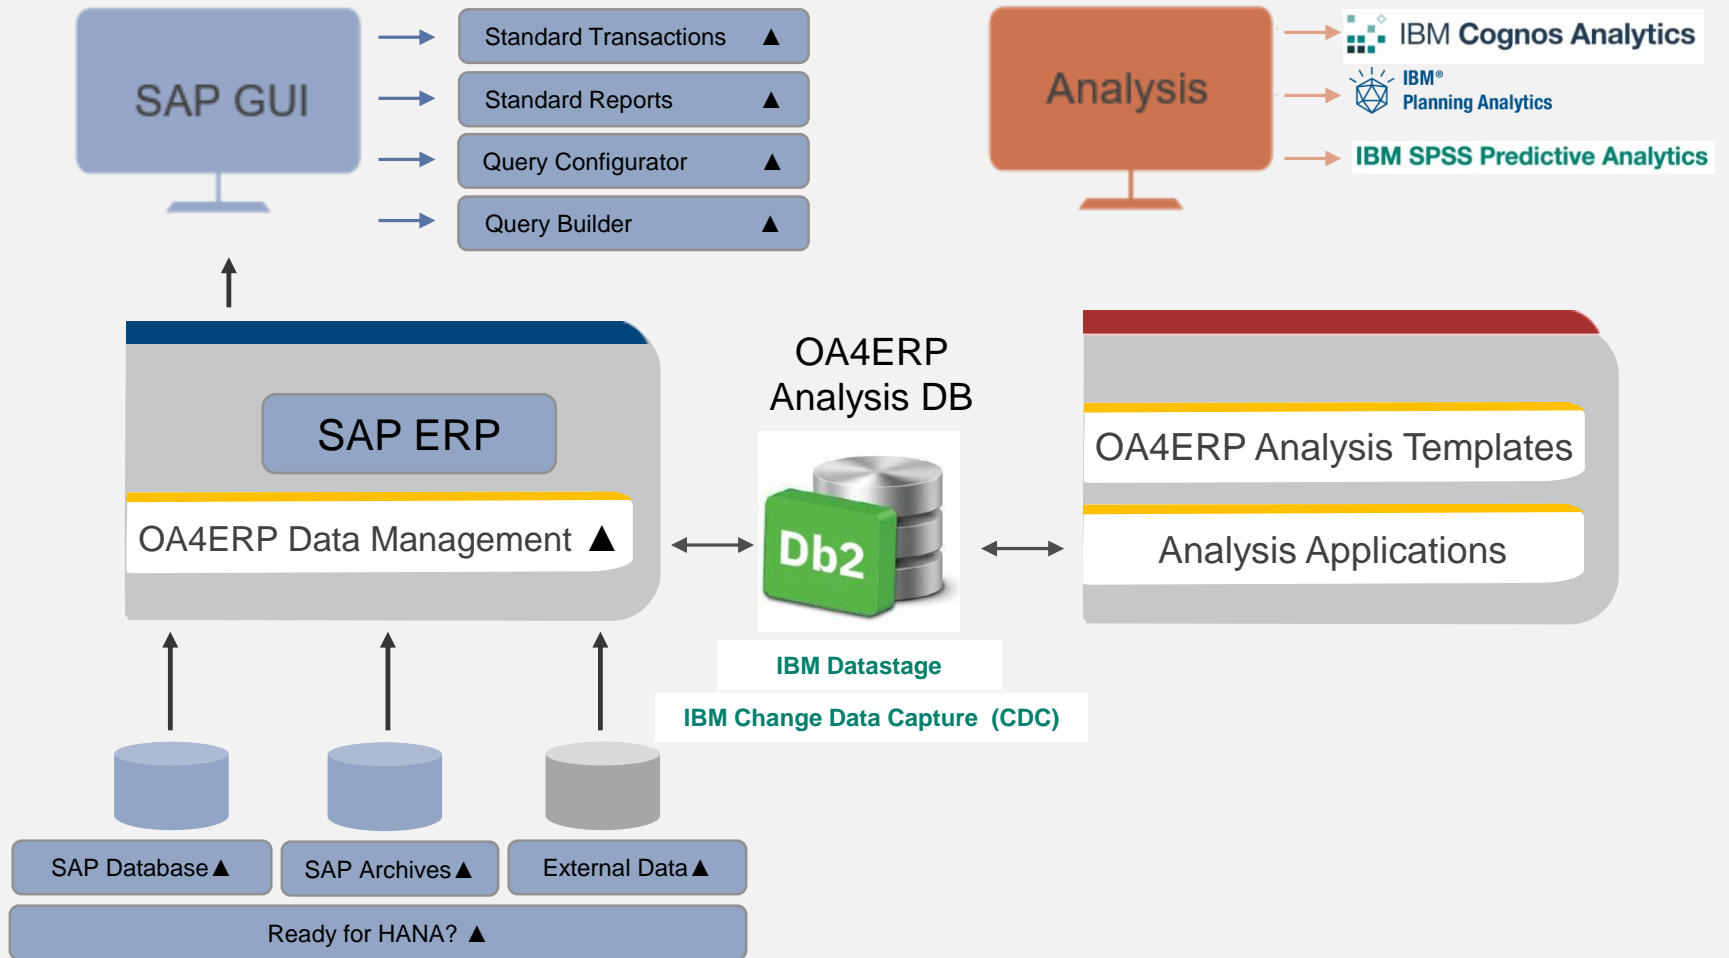 SAP GUI
Standard Transactions ▲
Standard Reports ▲
Query Configurator ▲
Query Builder ▲
Analysis
IBM Cognos Analytics
IBM®
Planning Analytics
IBM SPSS Predictive Analytics
SAP ERP
OA4ERP Data Management ▲
OA4ERP
Analysis DB
Db2
IBM Datastage
IBM Change Data Capture (CDC)
OA4ERP Analysis Templates
Analysis Applications
SAP Database▲
SAP Archives▲
External Data▲
Ready for HANA? ▲